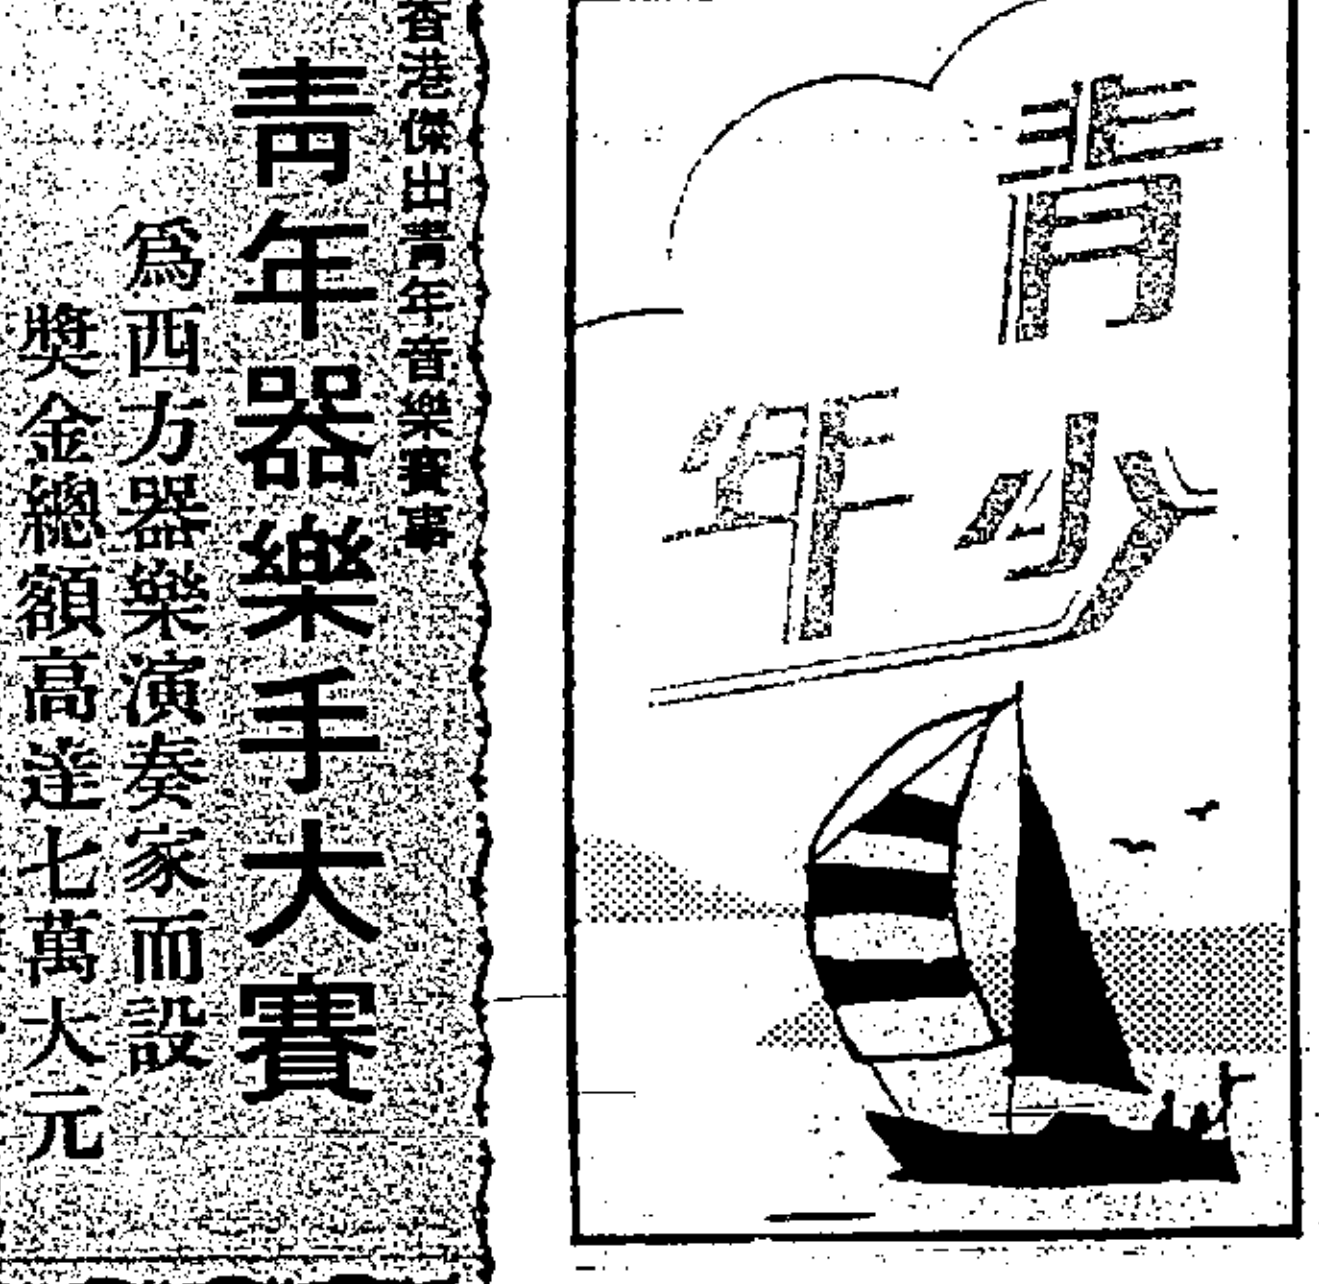 青少年
香港傑出青年音樂賽事
青年器樂手大賽
爲西方器樂演奏家而設
獎金總額高達七萬大元